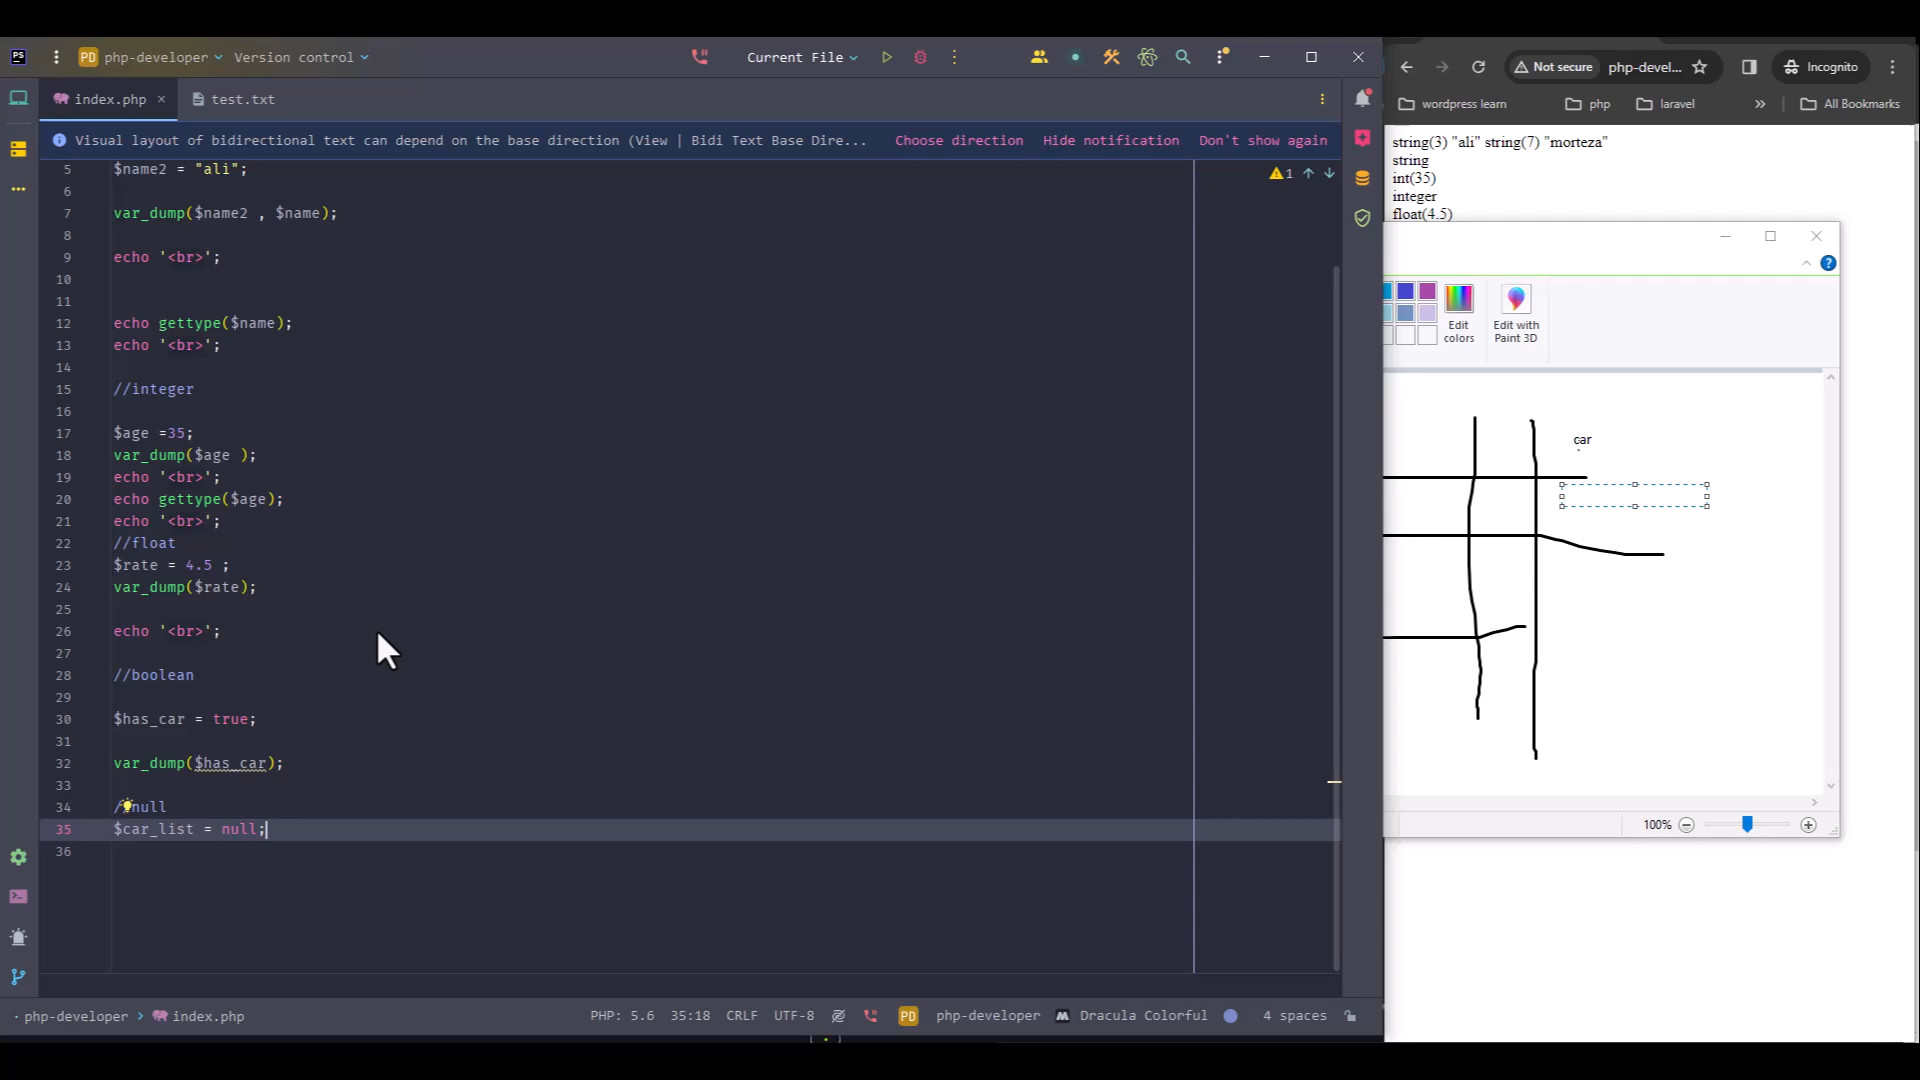 PS
PD php-developer Version control
Current File
index.php
test.txt
Visual layout of bidirectional text can depend on the base direction (View | Bidi Text Base Dire... Choose direction Hide notification Don't show again
1
5 $name2 = "ali";
6
7 var_dump($name2 , $name);
8
9 echo '<br>';
10
11
12 echo gettype($name);
13 echo '<br>';
14
15 //integer
16
17 $age =35;
18 var_dump($age );
19 echo '<br>';
20 echo gettype($age);
21 echo '<br>';
22 //float
23 $rate = 4.5 ;
24 var_dump($rate);
25
26 echo '<br>';
27
28 //boolean
29
30 $has_car = true;
31
32 var_dump($has_car);
33
34 //null
35 $car_list = null;
36
php-developer > index.php
PHP: 5.6 35:18 CRLF UTF-8 PD php-developer Dracula Colorful 4 spaces
Not secure php-devel... Incognito
wordpress learn php laravel » All Bookmarks
string(3) "ali" string(7) "morteza"
string
int(35)
integer
float(4.5)
Edit colors
Edit with Paint 3D
car
100%